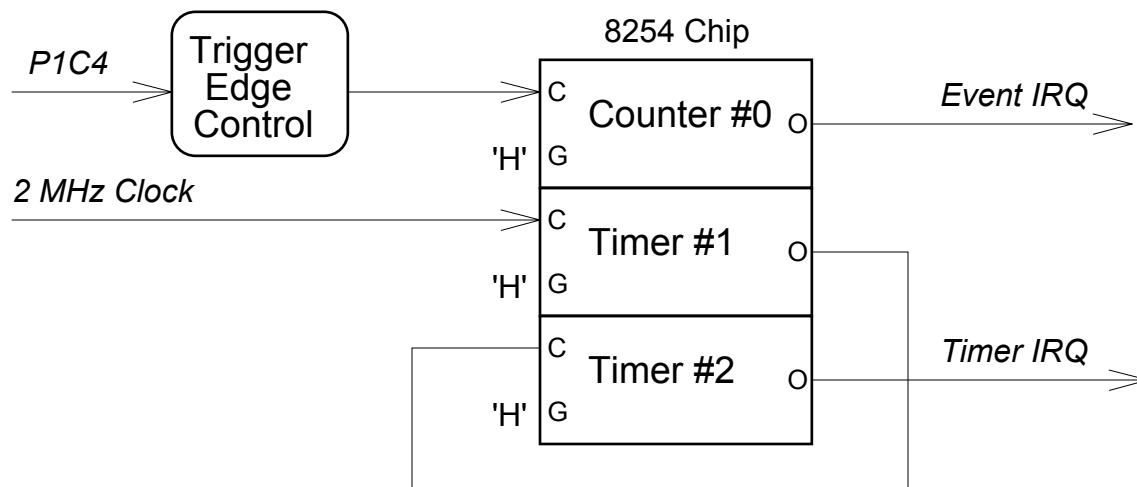 8254 Chip
P1C4
Trigger
Edge
Control
C
Counter #0
O
Event IRQ
'H'
G
2 MHz Clock
C
Timer #1
O
'H'
G
C
Timer #2
O
Timer IRQ
'H'
G